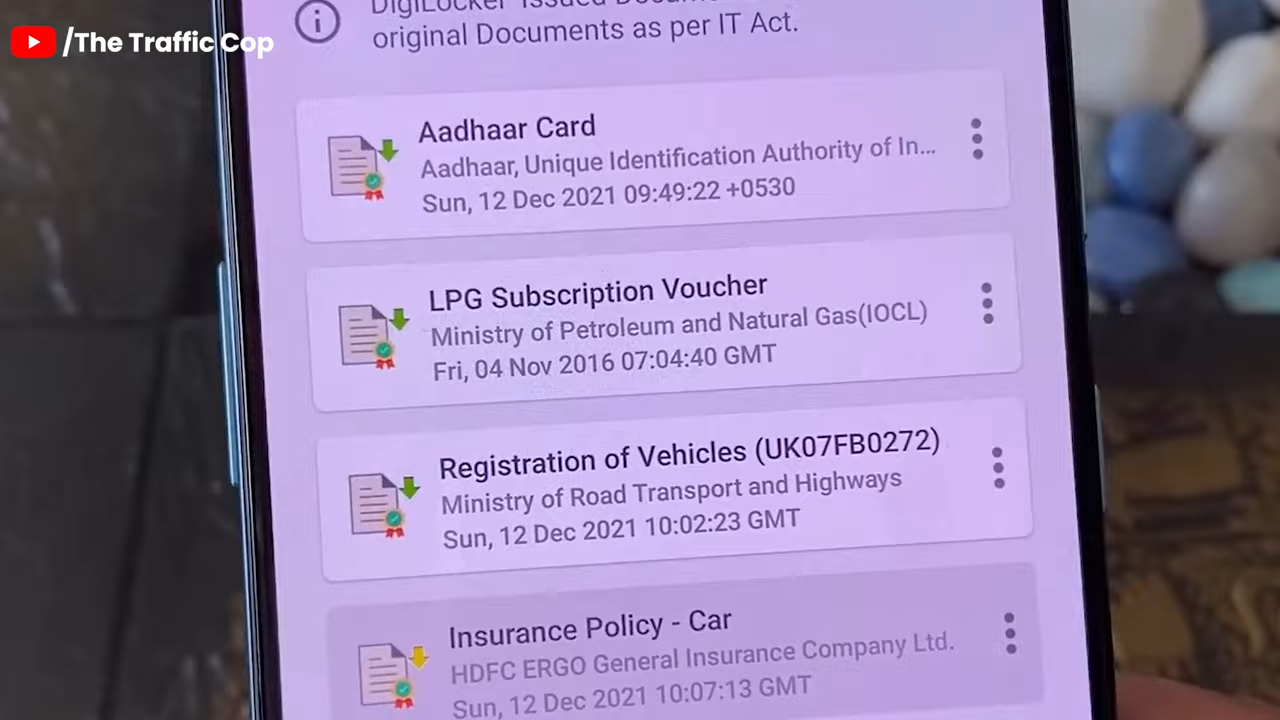 /The Traffic Cop
DigiLocker Issued
original Documents as per IT Act.
Aadhaar Card
Aadhaar, Unique Identification Authority of In...
Sun, 12 Dec 2021 09:49:22 +0530
LPG Subscription Voucher
Ministry of Petroleum and Natural Gas(IOCL)
Fri, 04 Nov 2016 07:04:40 GMT
Registration of Vehicles (UK07FB0272)
Ministry of Road Transport and Highways
Sun, 12 Dec 2021 10:02:23 GMT
Insurance Policy - Car
HDFC ERGO General Insurance Company Ltd.
Sun, 12 Dec 2021 10:07:13 GMT